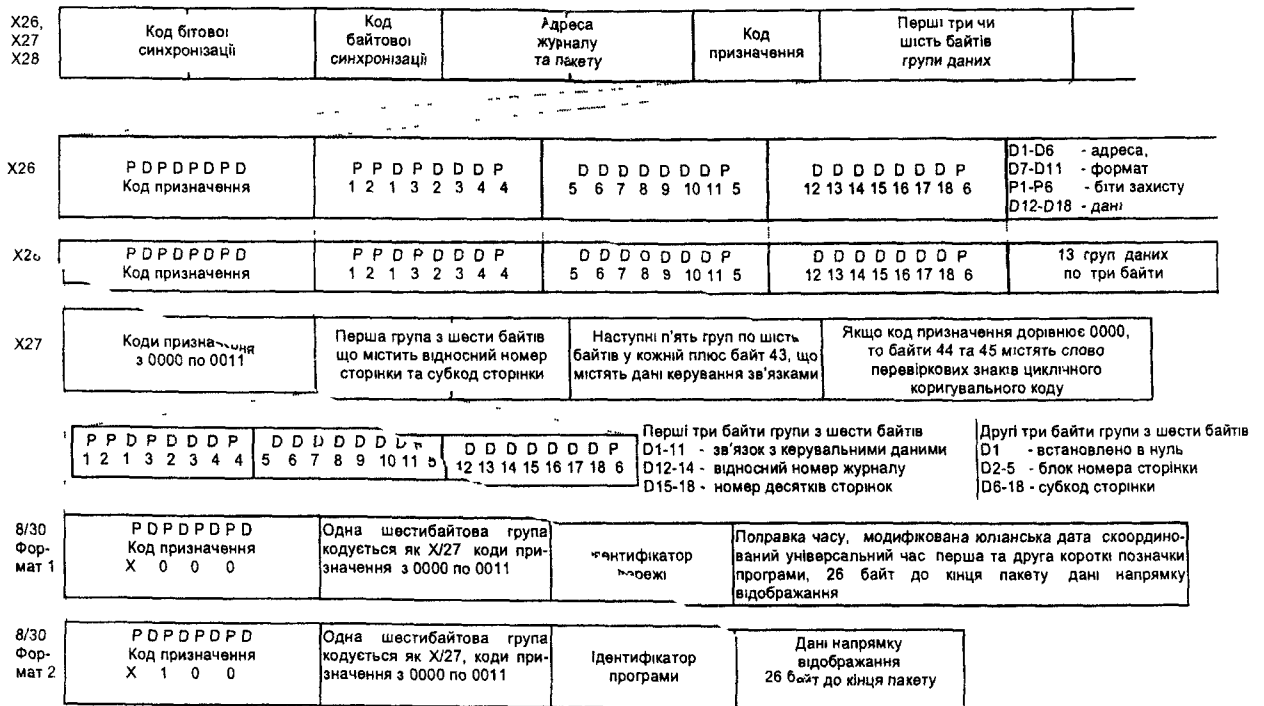 X26,
X27
X28
Код бітової
синхронізації
Код
байтової
синхронізації
Адреса
журналу
та пакету
Код
призначення
Перші три чи
шість байтів
групи даних
X26
P D P D P D P D
Код призначення
P P D P D D D P
1 2 1 3 2 3 4 4
D D D D D D D P
5 6 7 8 9 10 11 5
D D D D D D D P
12 13 14 15 16 17 18 6
D1-D6 - адреса,
D7-D11 - формат
P1-P6 - біти захисту
D12-D18 - дані
P D P D P D P D
Код призначення
P P D P D D D P
1 2 1 3 2 3 4 4
D D D D D D D P
5 6 7 8 9 10 11 5
D D D D D D D P
12 13 14 15 16 17 18 6
13 груп даних
по три байти
X27
Коди призначення
з 0000 по 0011
Перша група з шести байтів
що містить відносний номер
сторінки та субкод сторінки
Наступні п'ять груп по шість
байтів у кожній плюс байт 43, що
містять дані керування зв'язками
Якщо код призначення дорівнює 0000,
то байти 44 та 45 містять слово
перевіркових знаків циклічного
коригувального коду
P P D P D D D P
1 2 1 3 2 3 4 4
D D D D D D D P
5 6 7 8 9 10 11 5
D D D D D D D P
12 13 14 15 16 17 18 6
Перші три байти групи з шести байтів
D1-11 - зв'язок з керувальними даними
D12-14 - відносний номер журналу
D15-18 - номер десятків сторінок
Другі три байти групи з шести байтів
D1 - встановлено в нуль
D2-5 - блок номера сторінки
D6-18 - субкод сторінки
8/30
Фор-
мат 1
P D P D P D P D
Код призначення
X 0 0 0
Одна шестибайтова група
кодується як X/27 коди при-
значення з 0000 по 0011
Ідентифікатор
мережі
Поправка часу, модифікована юліанська дата скоордино-
ваний універсальний час перша та друга короткі позначки
програми, 26 байт до кінця пакету дані напрямку
відображання
8/30
Фор-
мат 2
P D P D P D P D
Код призначення
X 1 0 0
Одна шестибайтова група
кодується як X/27, коди при-
значення з 0000 по 0011
Ідентифікатор
програми
Дані напрямку
відображання
26 байт до кінця пакету